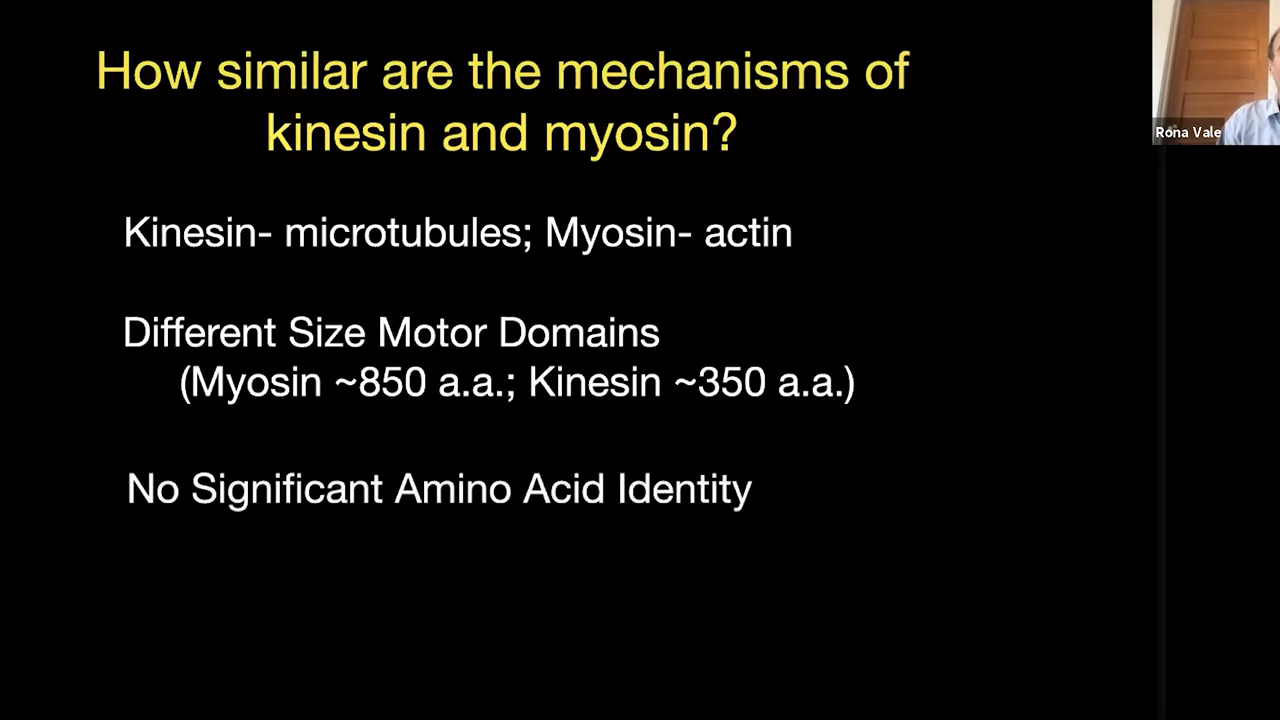 How similar are the mechanisms of
kinesin and myosin?
Rona Vale
Kinesin- microtubules; Myosin- actin
Different Size Motor Domains
(Myosin ~850 a.a.; Kinesin ~350 a.a.)
No Significant Amino Acid Identity